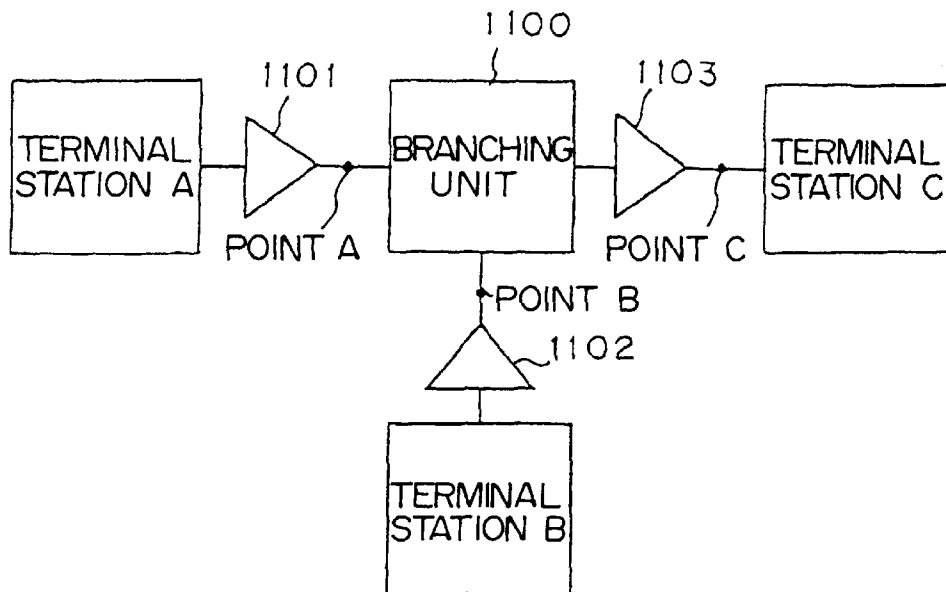 1100
1101
1103
TERMINAL
STATION A
BRANCHING
UNIT
TERMINAL
STATION C
POINT A
POINT C
POINT B
1102
TERMINAL
STATION B